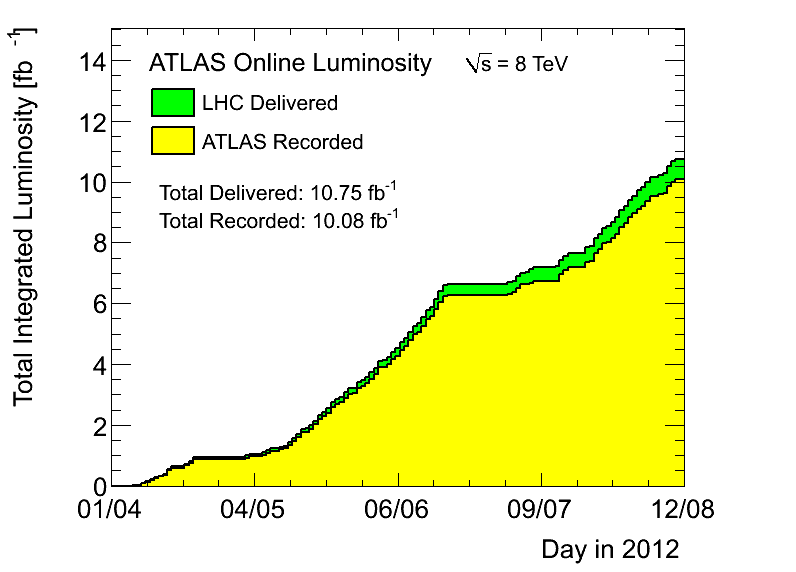 Total Integrated Luminosity [fb⁻¹]
14
12
10
8
6
4
2
0
ATLAS Online Luminosity √s = 8 TeV
LHC Delivered
ATLAS Recorded
Total Delivered: 10.75 fb⁻¹
Total Recorded: 10.08 fb⁻¹
01/04 04/05 06/06 09/07 12/08
Day in 2012